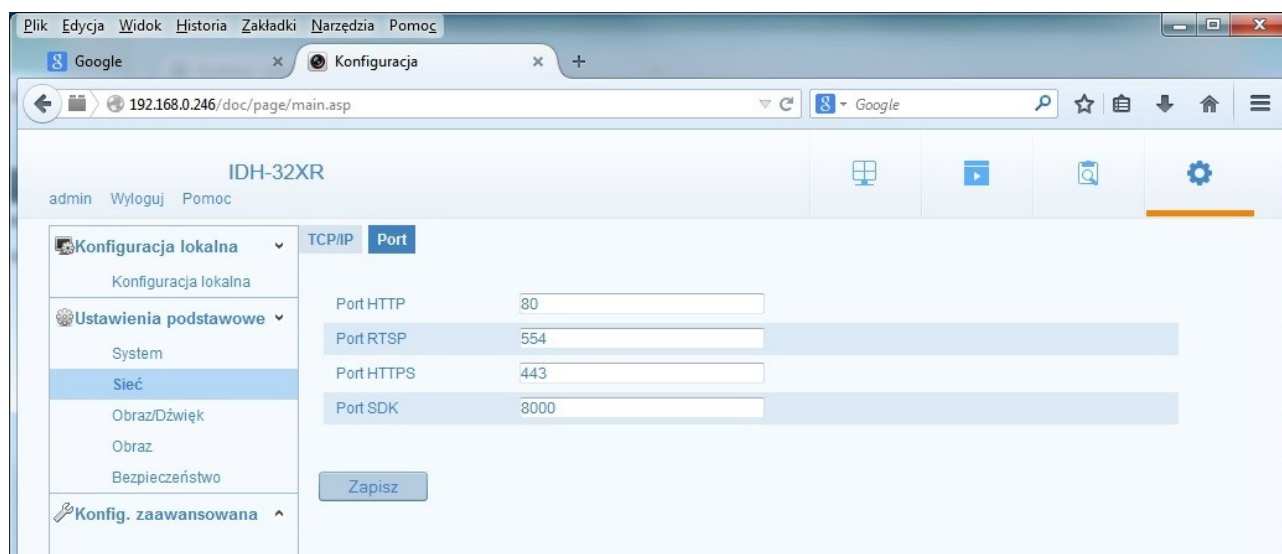 Plik Edycja Widok Historia Zakładki Narzędzia Pomoc
Google Konfiguracja
192.168.0.246/doc/page/main.asp Google
IDH-32XR
admin Wyloguj Pomoc
Konfiguracja lokalna
Konfiguracja lokalna
Ustawienia podstawowe
System
Sieć
Obraz/Dźwięk
Obraz
Bezpieczeństwo
Konfig. zaawansowana
TCP/IP Port
Port HTTP 80
Port RTSP 554
Port HTTPS 443
Port SDK 8000
Zapisz